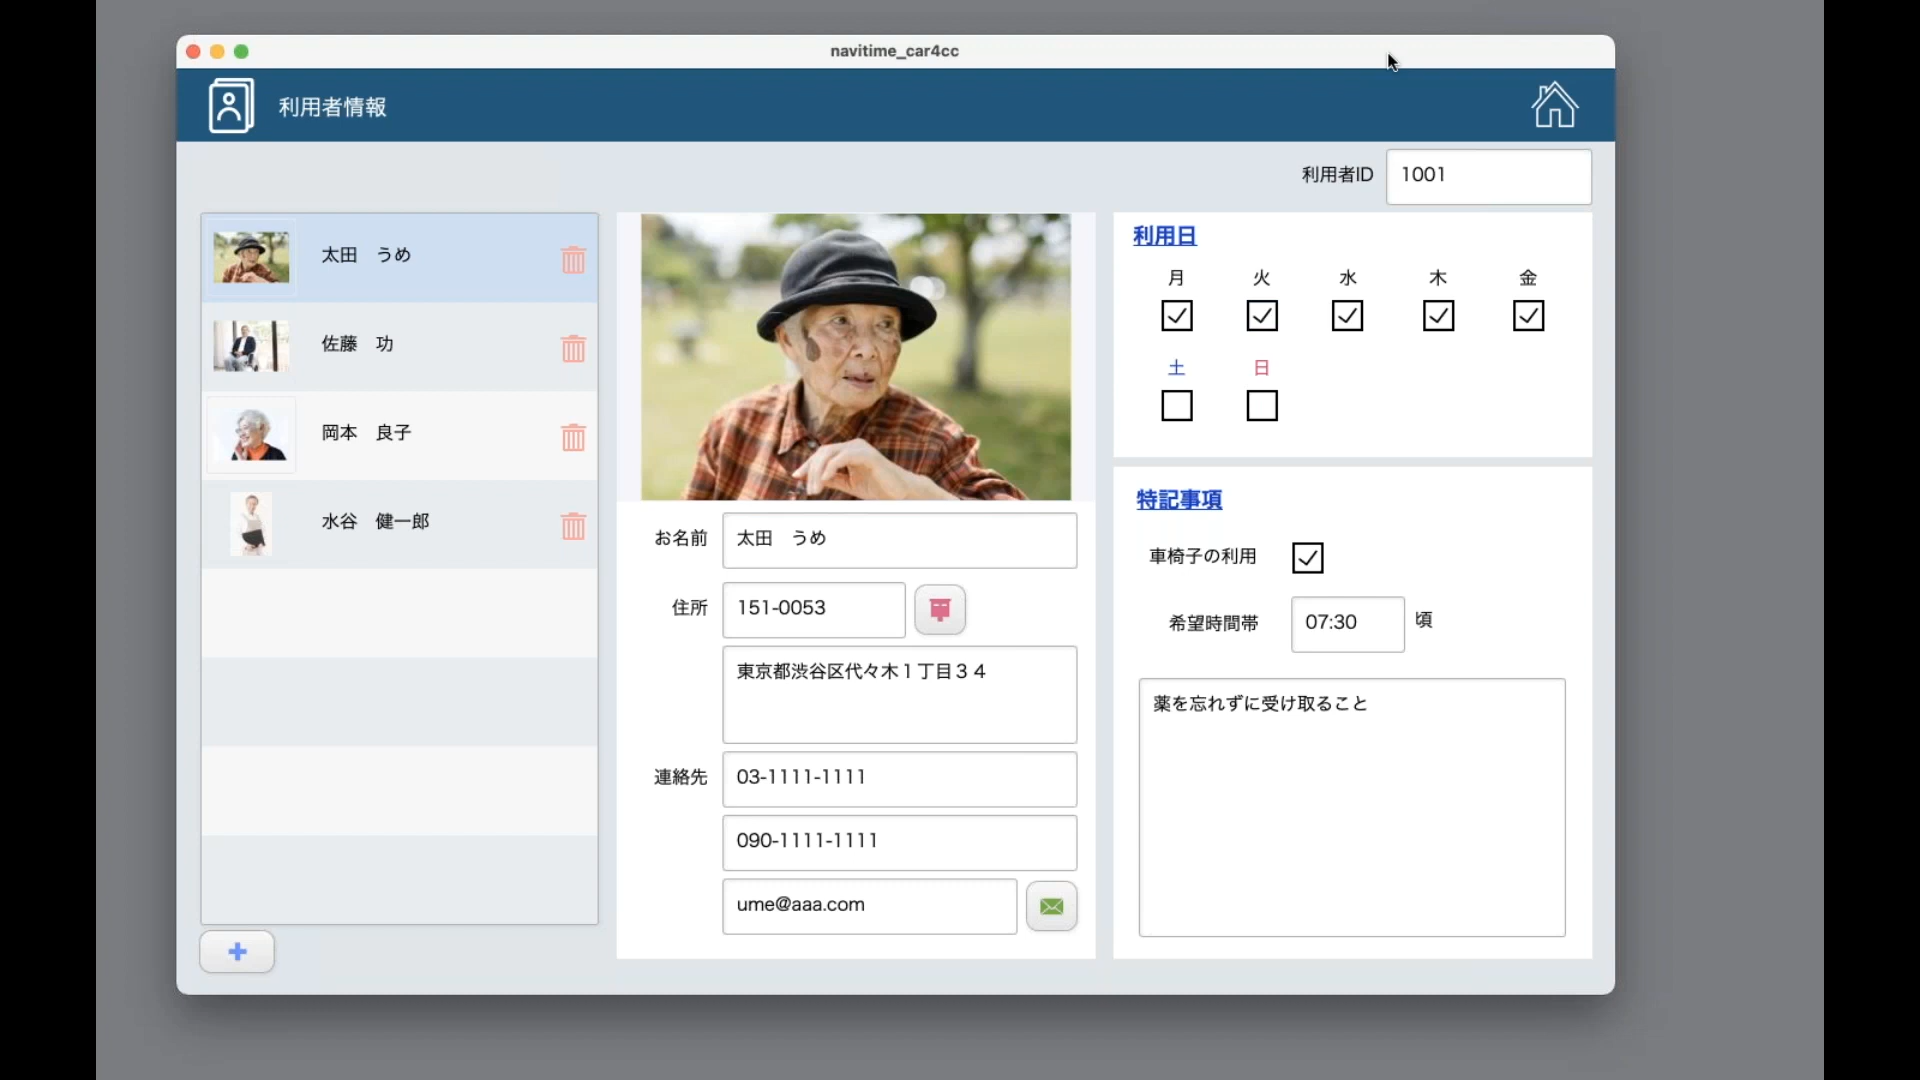 navitime_car4cc
利用者情報
利用者ID 1001
太田　うめ
佐藤　功
岡本　良子
水谷　健一郎
お名前 太田　うめ
住所 151-0053
東京都渋谷区代々木１丁目３４
連絡先 03-1111-1111
090-1111-1111
ume@aaa.com
利用日
月 火 水 木 金
土 日
特記事項
車椅子の利用
希望時間帯 07:30 頃
薬を忘れずに受け取ること